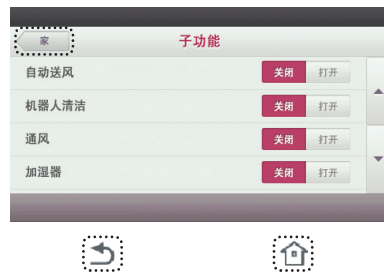 家
子功能
自动送风 关闭 打开
机器人清洁 关闭 打开
通风 关闭 打开
加湿器 关闭 打开